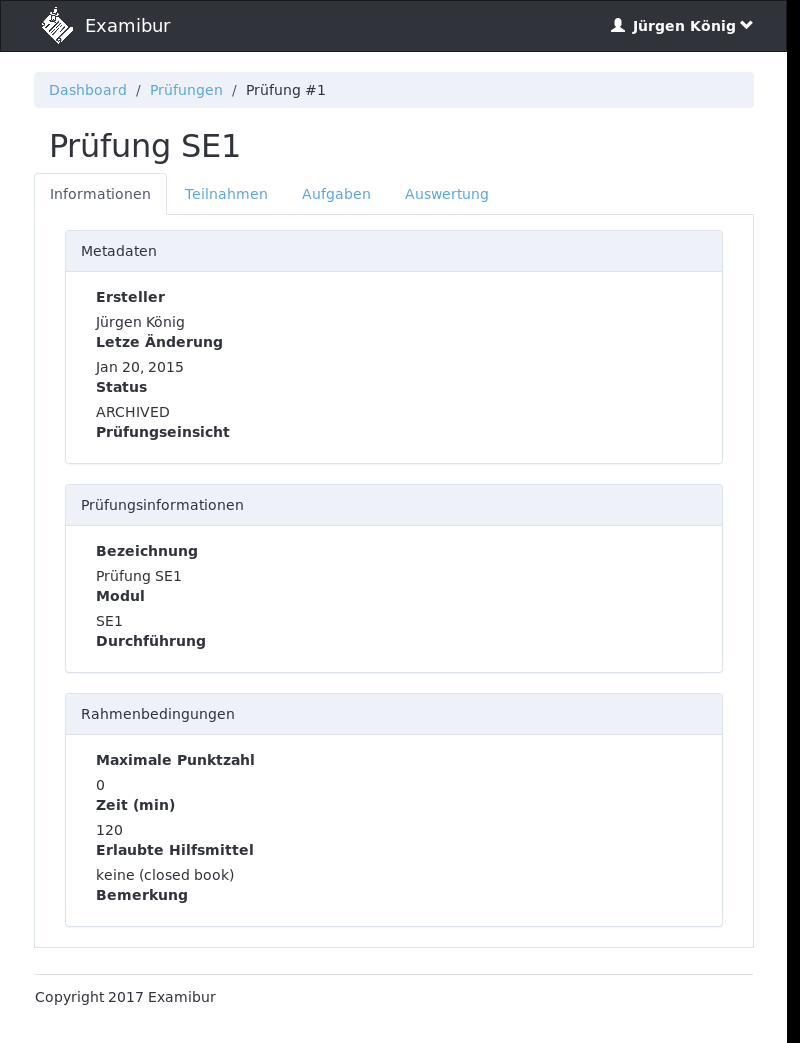 Examibur
Jürgen König
Dashboard / Prüfungen / Prüfung #1
Prüfung SE1
Informationen Teilnahmen Aufgaben Auswertung
Metadaten
Ersteller
Jürgen König
Letze Änderung
Jan 20, 2015
Status
ARCHIVED
Prüfungseinsicht
Prüfungsinformationen
Bezeichnung
Prüfung SE1
Modul
SE1
Durchführung
Rahmenbedingungen
Maximale Punktzahl
0
Zeit (min)
120
Erlaubte Hilfsmittel
keine (closed book)
Bemerkung
Copyright 2017 Examibur